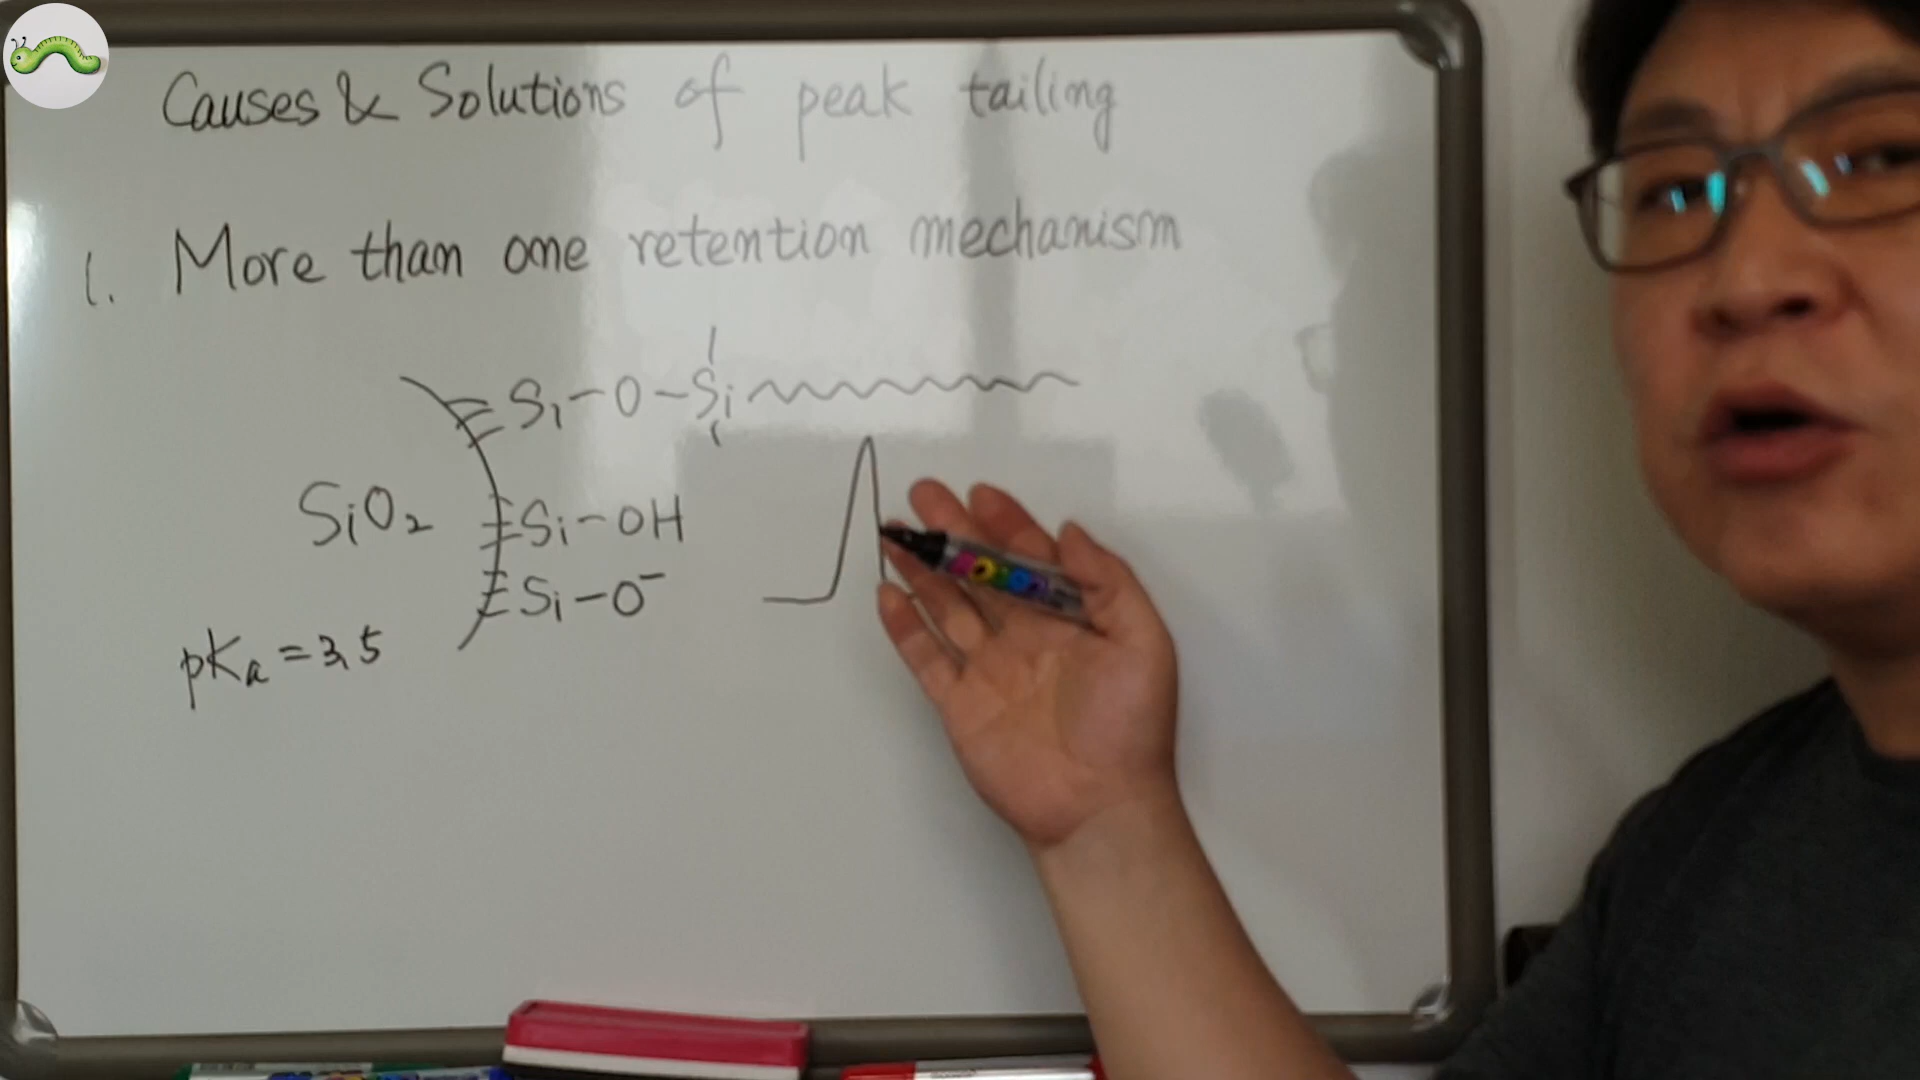 Causes & Solutions of peak tailing
1. More than one retention mechanism
Si-O-Si
SiO₂
Si-OH
Si-O⁻
pKa = 3.5